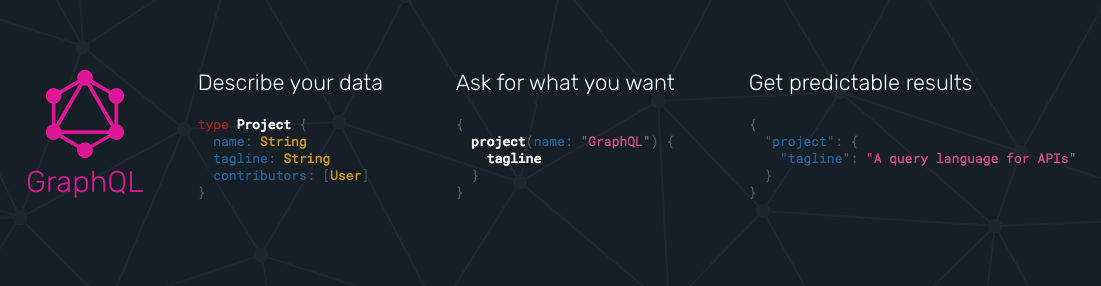 GraphQL
Describe your data
type Project {
  name: String
  tagline: String
  contributors: [User]
}
Ask for what you want
{
  project(name: "GraphQL") {
    tagline
  }
}
Get predictable results
{
  "project": {
    "tagline": "A query language for APIs"
  }
}